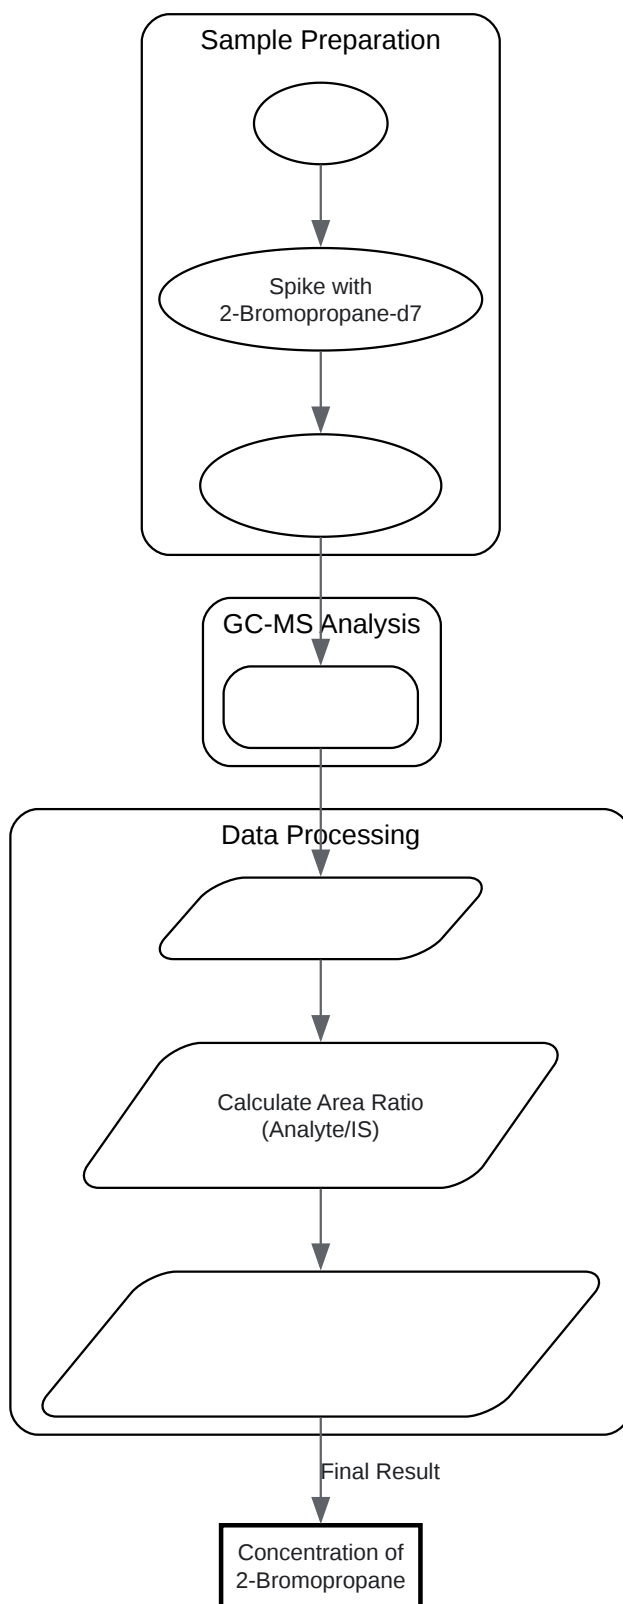 Sample Preparation
Spike with
2-Bromopropane-d7
GC-MS Analysis
Data Processing
Calculate Area Ratio
(Analyte/IS)
Final Result
Concentration of
2-Bromopropane